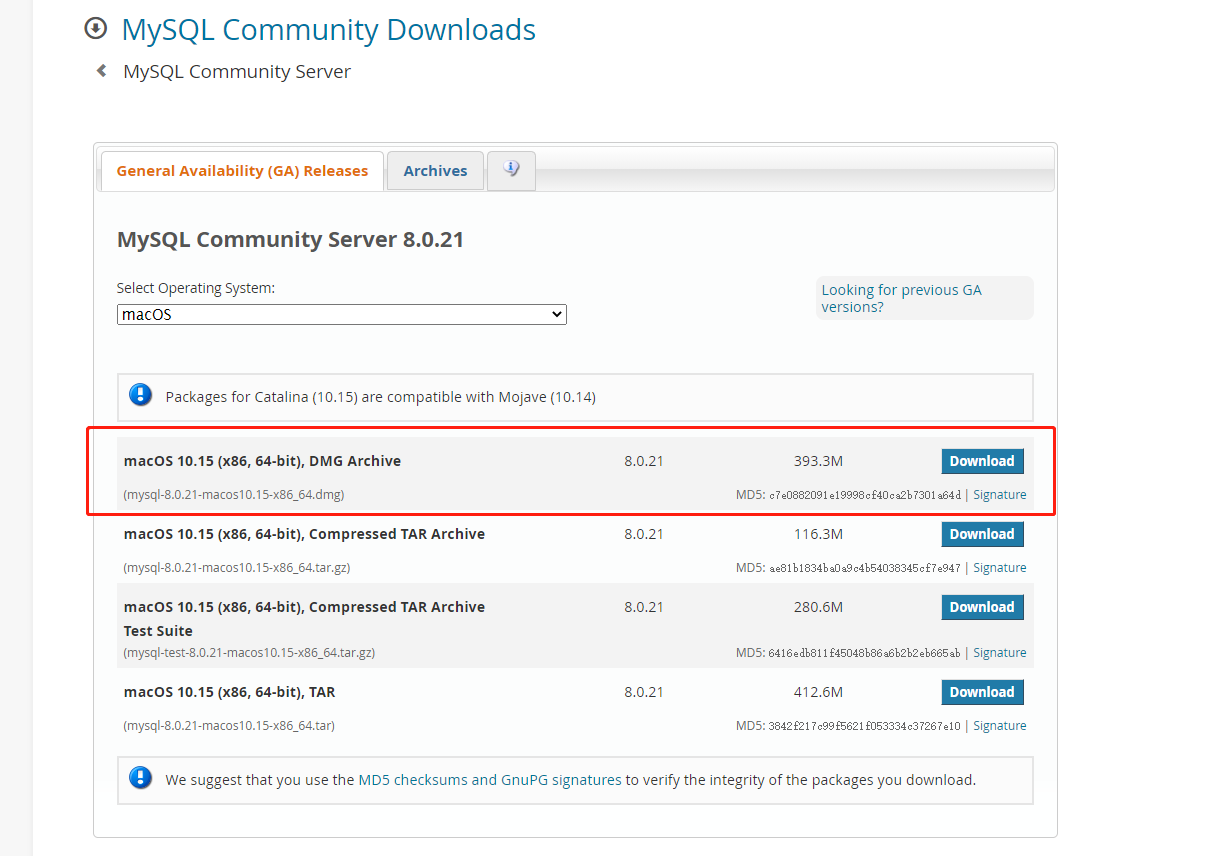 MySQL Community Downloads
MySQL Community Server
General Availability (GA) Releases
Archives
MySQL Community Server 8.0.21
Select Operating System:
macOS
Looking for previous GA
versions?
Packages for Catalina (10.15) are compatible with Mojave (10.14)
macOS 10.15 (x86, 64-bit), DMG Archive 8.0.21 393.3M Download
(mysql-8.0.21-macos10.15-x86_64.dmg) MD5: c7e0882091e19998cf40ca2b7301a64d | Signature
macOS 10.15 (x86, 64-bit), Compressed TAR Archive 8.0.21 116.3M Download
(mysql-8.0.21-macos10.15-x86_64.tar.gz) MD5: ae81b1834ba0a9c4b54038345cf7e947 | Signature
macOS 10.15 (x86, 64-bit), Compressed TAR Archive 8.0.21 280.6M Download
Test Suite
(mysql-test-8.0.21-macos10.15-x86_64.tar.gz) MD5: 6416edb811f45048b86a6b2b2eb665ab | Signature
macOS 10.15 (x86, 64-bit), TAR 8.0.21 412.6M Download
(mysql-8.0.21-macos10.15-x86_64.tar) MD5: 3842f217c99f5621f053334c37267e10 | Signature
We suggest that you use the MD5 checksums and GnuPG signatures to verify the integrity of the packages you download.